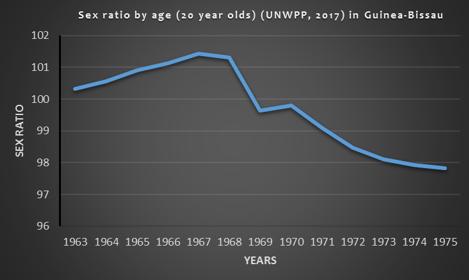 Sex ratio by age (20 year olds) (UNWPP, 2017) in Guinea-Bissau
102
101
100
99
98
97
96
SEX RATIO
1963 1964 1965 1966 1967 1968 1969 1970 1971 1972 1973 1974 1975
YEARS